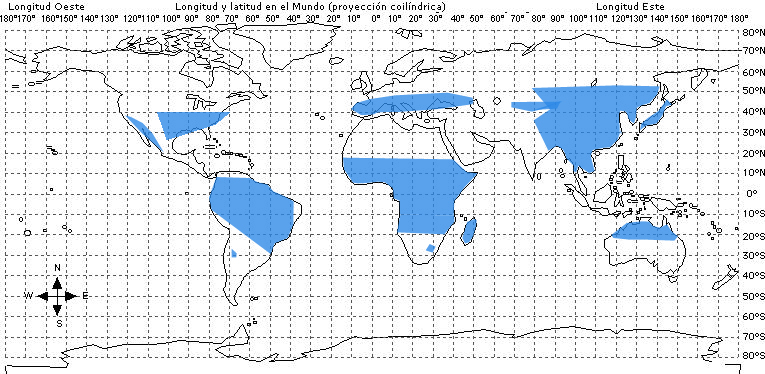 Longitud Oeste Longitud y latitud en el Mundo (proyección coilíndrica) Longitud Este
180°170° 160° 150° 140° 130° 120° 110° 100° 90° 80° 70° 60° 50° 40° 30° 20° 10° 0° 10° 20° 30° 40° 50° 60° 70° 80° 90° 100° 110° 120° 130° 140° 150° 160° 170° 180°
80°N
70°N
60°N
50°N
40°N
30°N
20°N
10°N
0°
10°S
20°S
30°S
40°S
50°S
60°S
70°S
80°S
N
W E
S